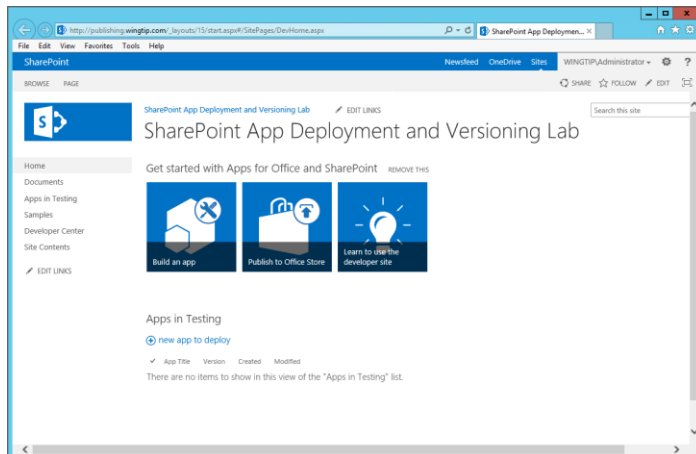 http://publishing.wingtip.com/_layouts/15/start.aspx#/SitePages/DevHome.aspx
SharePoint App Deploymen...
File Edit View Favorites Tools Help
SharePoint
Newsfeed OneDrive Sites WINGTIP\Administrator
BROWSE PAGE
SHARE FOLLOW EDIT
SharePoint App Deployment and Versioning Lab EDIT LINKS
Search this site
SharePoint App Deployment and Versioning Lab
Home
Documents
Apps in Testing
Samples
Developer Center
Site Contents
EDIT LINKS
Get started with Apps for Office and SharePoint REMOVE THIS
Build an app
Publish to Office Store
Learn to use the
developer site
Apps in Testing
new app to deploy
App Title Version Created Modified
There are no items to show in this view of the "Apps in Testing" list.